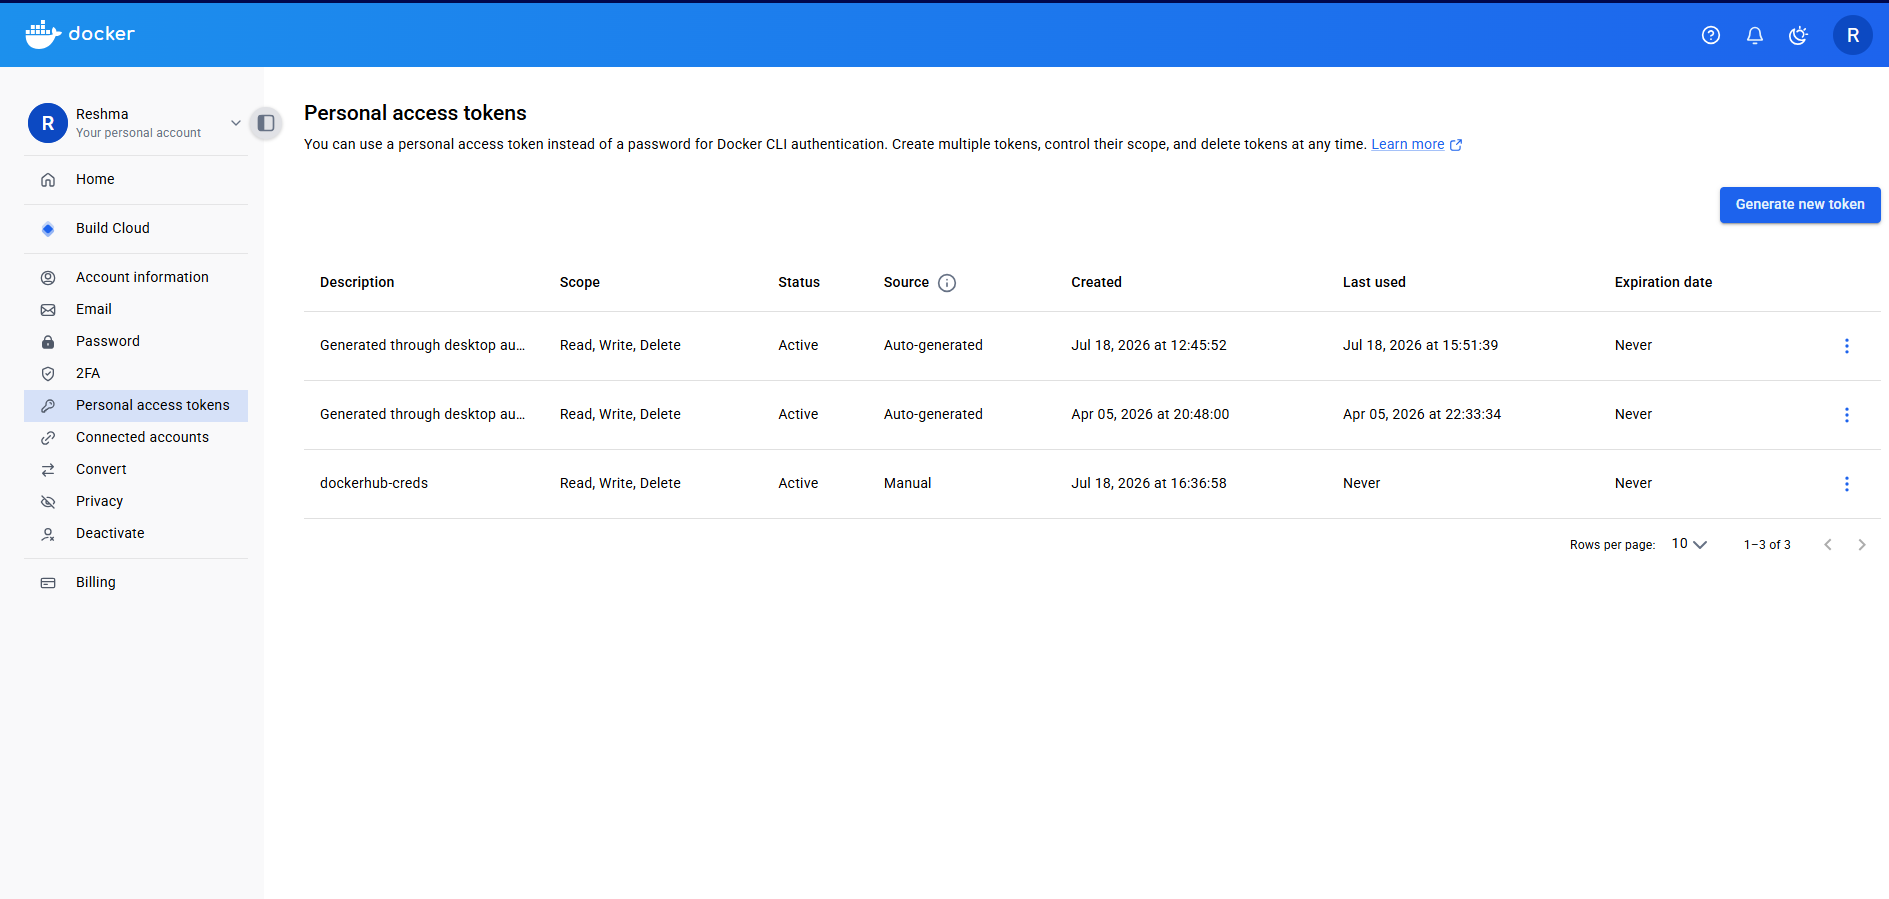 docker
R
R
Reshma
Your personal account
Home
Build Cloud
Account information
Email
Password
2FA
Personal access tokens
Connected accounts
Convert
Privacy
Deactivate
Billing
Personal access tokens
You can use a personal access token instead of a password for Docker CLI authentication. Create multiple tokens, control their scope, and delete tokens at any time. Learn more
Generate new token
Description Scope Status Source Created Last used Expiration date
Generated through desktop au... Read, Write, Delete Active Auto-generated Jul 18, 2026 at 12:45:52 Jul 18, 2026 at 15:51:39 Never
Generated through desktop au... Read, Write, Delete Active Auto-generated Apr 05, 2026 at 20:48:00 Apr 05, 2026 at 22:33:34 Never
dockerhub-creds Read, Write, Delete Active Manual Jul 18, 2026 at 16:36:58 Never Never
Rows per page: 10 1–3 of 3